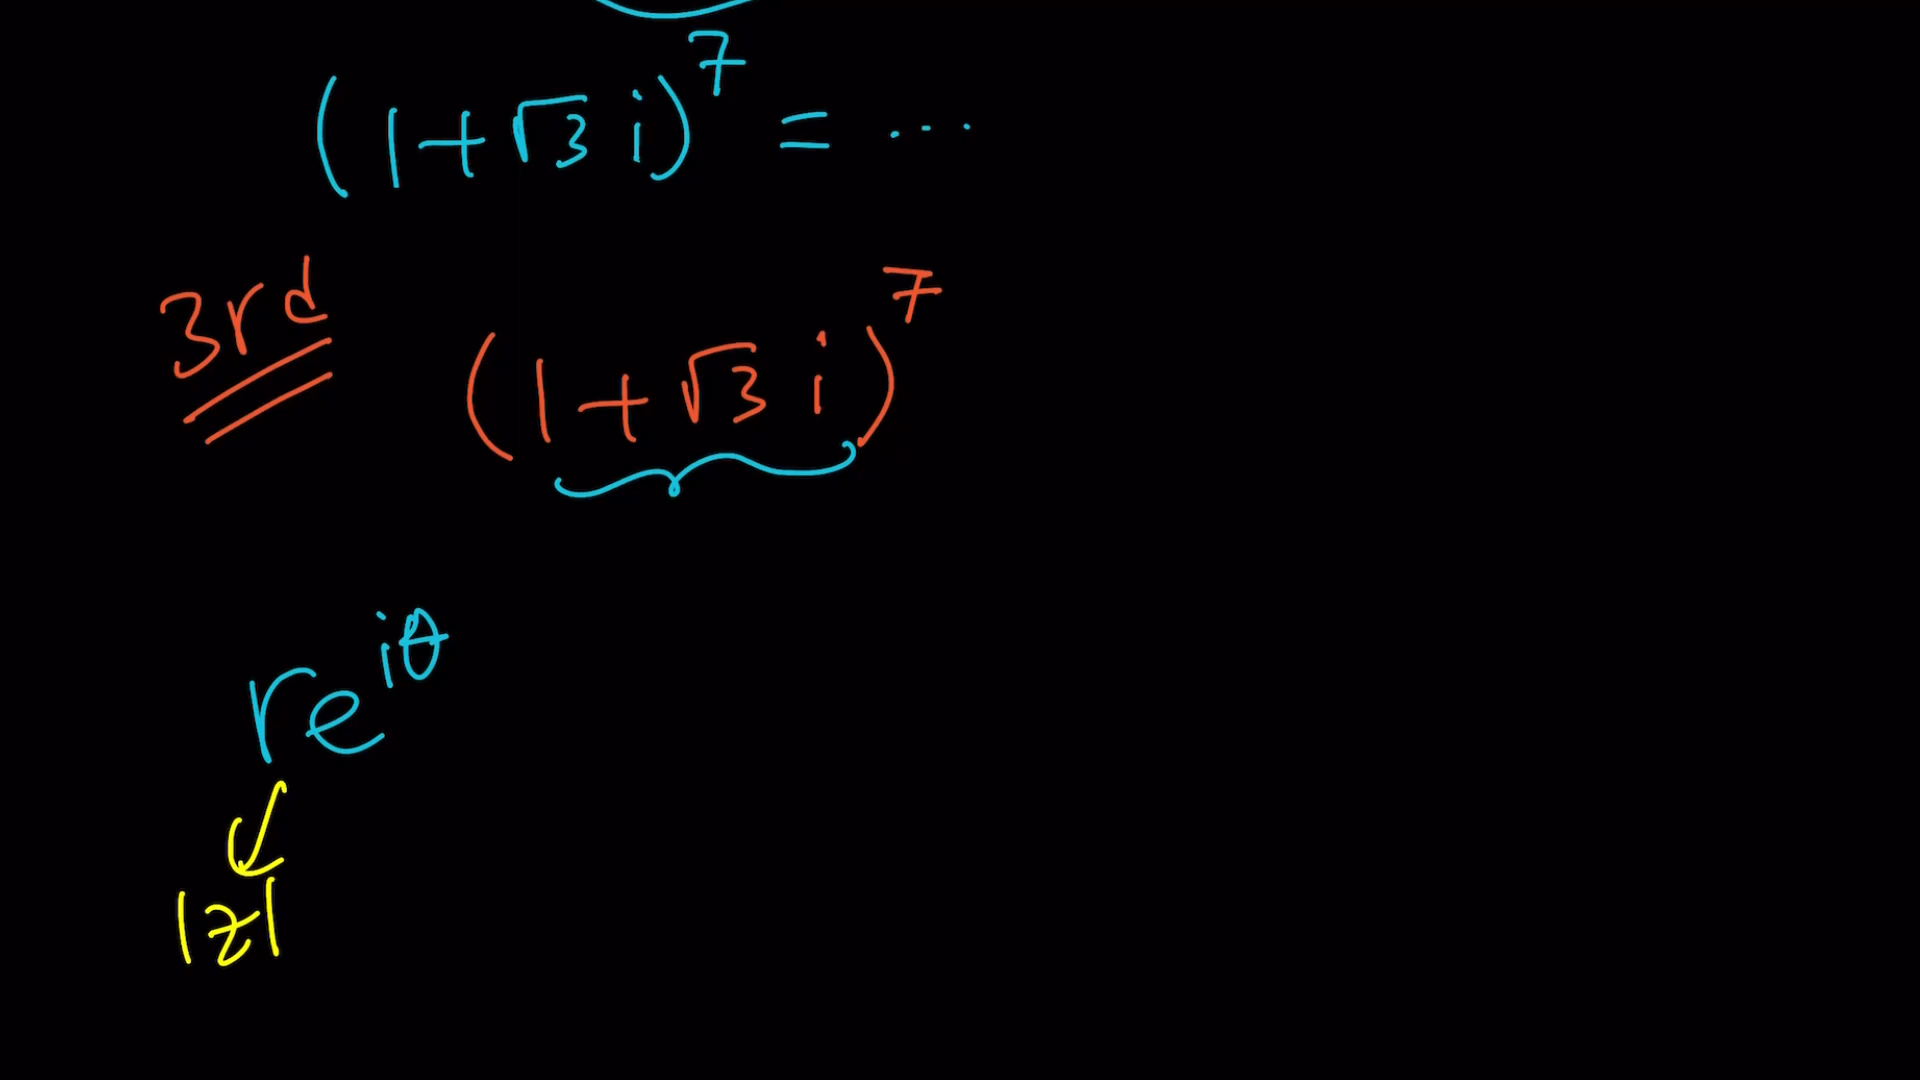 (1+√3 i)⁷ = ...
3rd (1+√3 i)⁷
re^{iθ}
|z|